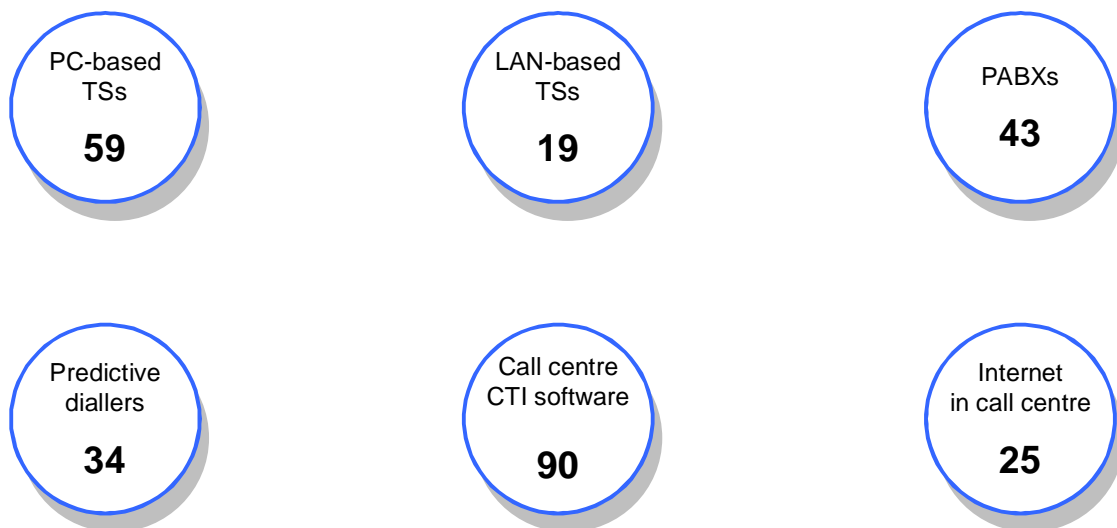 PC-based
TSs
59
LAN-based
TSs
19
PABXs
43
Predictive
diallers
34
Call centre
CTI software
90
Internet
in call centre
25